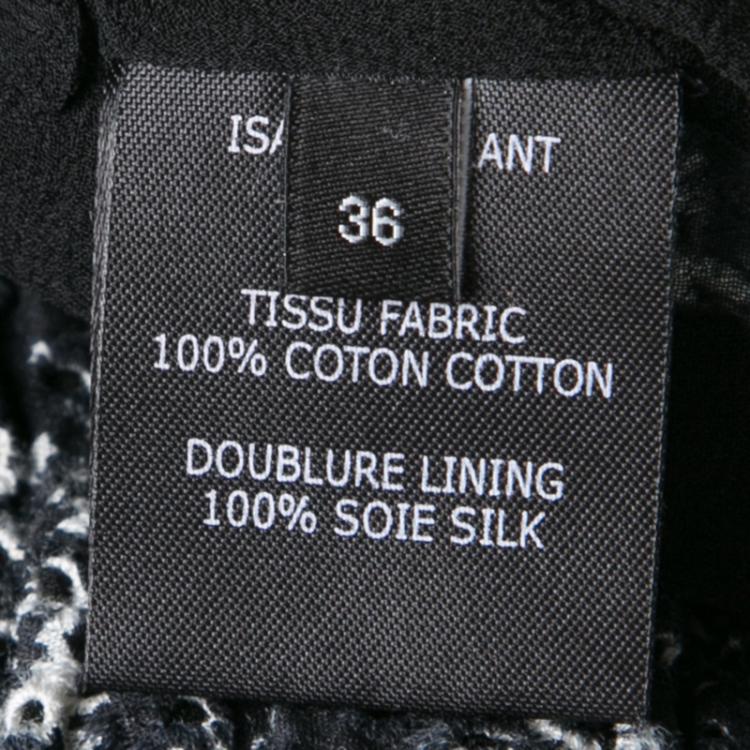 ISA ANT
36
TISSU FABRIC
100% COTON COTTON
DOUBLURE LINING
100% SOIE SILK